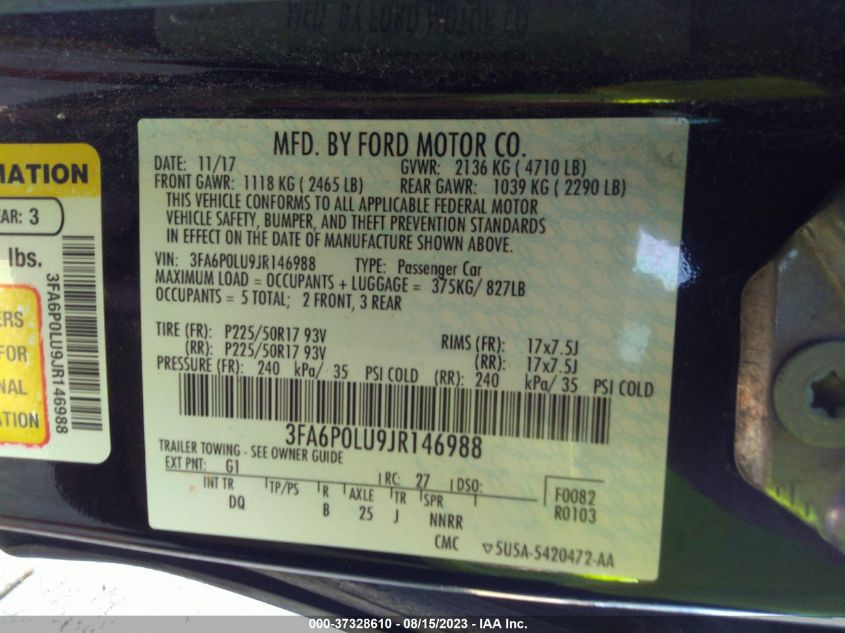 MFD. BY FORD MOTOR CO.
MFD. BY FORD MOTOR CO.
DATE: 11/17 GVWR: 2136 KG ( 4710 LB)
FRONT GAWR: 1118 KG ( 2465 LB) REAR GAWR: 1039 KG ( 2290 LB)
THIS VEHICLE CONFORMS TO ALL APPLICABLE FEDERAL MOTOR
VEHICLE SAFETY, BUMPER, AND THEFT PREVENTION STANDARDS
IN EFFECT ON THE DATE OF MANUFACTURE SHOWN ABOVE.
VIN: 3FA6P0LU9JR146988 TYPE: Passenger Car
MAXIMUM LOAD = OCCUPANTS + LUGGAGE = 375KG/ 827LB
OCCUPANTS = 5 TOTAL; 2 FRONT, 3 REAR
TIRE (FR): P225/50R17 93V RIMS (FR): 17x7.5J
(RR): P225/50R17 93V (RR): 17x7.5J
PRESSURE (FR): 240 kPa/ 35 PSI COLD (RR): 240 kPa/ 35 PSI COLD
3FA6P0LU9JR146988
TRAILER TOWING - SEE OWNER GUIDE
EXT PNT: G1 RC: 27 DSO: F0082
INT TR TP/PS R AXLE TR SPR R0103
DQ B 25 J NNRR
CMC ▽5U5A-5420472-AA
MATION
EAR: 3
lbs.
3FA6P0LU9JR146988
ERS
FOR
NAL
ATION
000-37328610 - 08/15/2023 - IAA Inc.